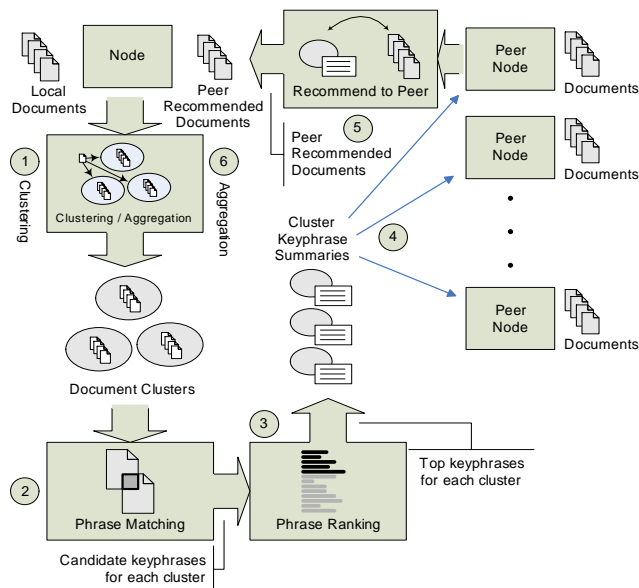 Node
Local
Documents
Peer
Recommended
Documents
Recommend to Peer
Peer
Node
Documents
5
Peer
Recommended
Documents
1
Clustering
6
Aggregation
Clustering / Aggregation
Peer
Node
Documents
Cluster
Keyphrase
Summaries
4
Peer
Node
Documents
Document Clusters
2
Phrase Matching
3
Phrase Ranking
Top keyphrases
for each cluster
Candidate keyphrases
for each cluster